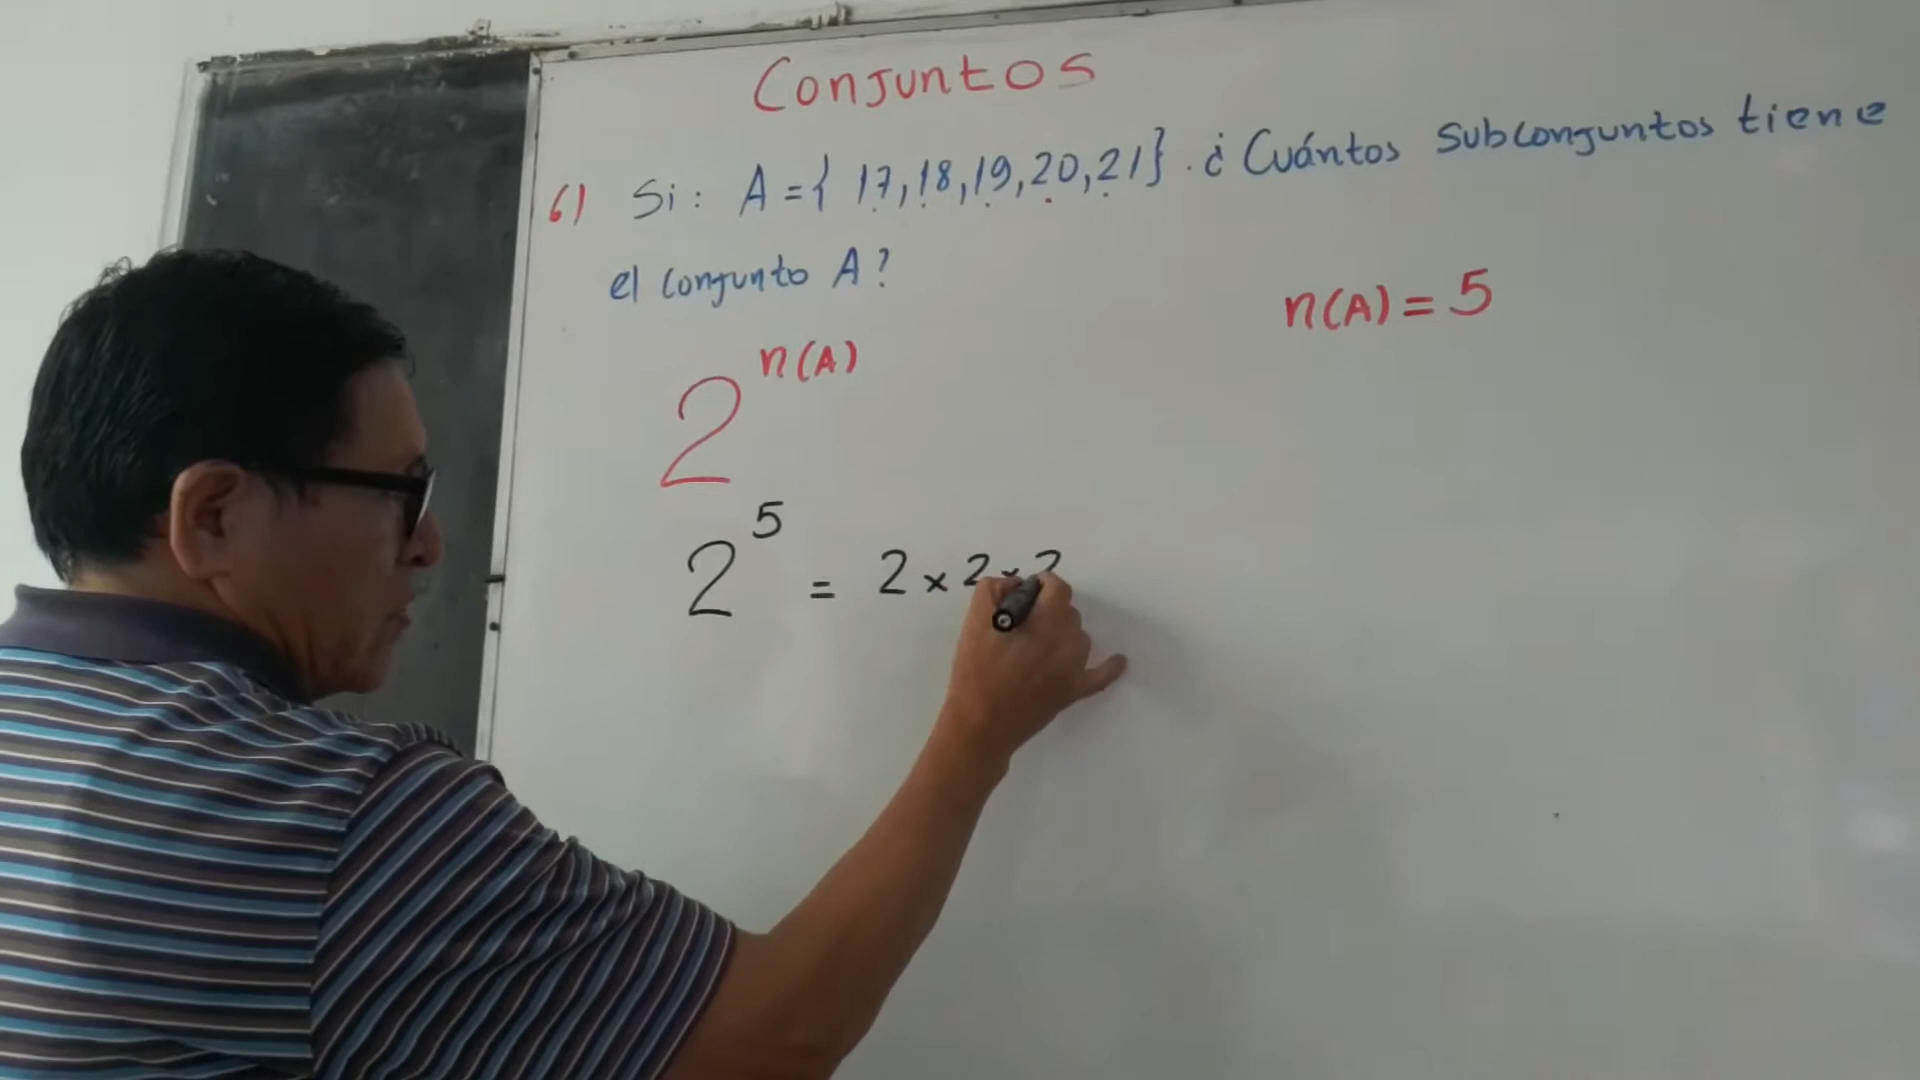 Conjuntos
6) Si: A = { 17, 18, 19, 20, 21 } . ¿ Cuántos subconjuntos tiene
el conjunto A ?
n(A) = 5
2^n(A)
2^5 = 2 × 2 × 2